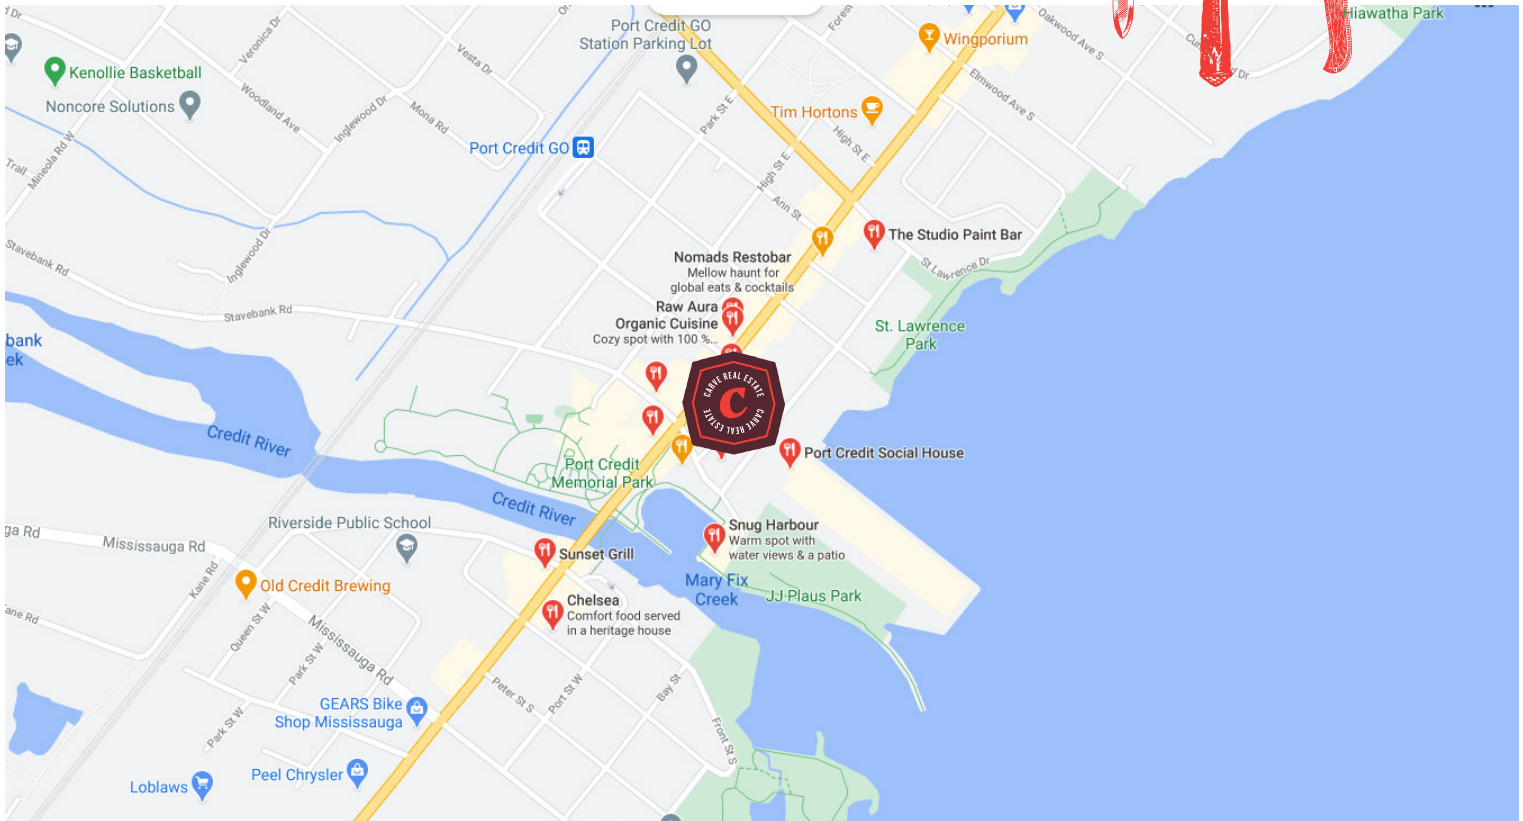 Port Credit GO
Station Parking Lot
Hiawatha Park
Oakwood Ave S
Wingporium
Veronica Dr
Vesta Dr
Kenollie Basketball
Noncore Solutions
Woodland Ave
Inglewood Dr
Mona Rd
Park St E
Elmwood Ave S
Tim Hortons
High St E
Port Credit GO
Mineola Rd W
Trail
High St E
Ann St
Stavebank Rd
Inglewood Dr
The Studio Paint Bar
St Lawrence Dr
Nomads Restobar
Mellow haunt for
global eats & cocktails
Raw Aura
Organic Cuisine
Cozy spot with 100 %...
Stavebank Rd
St. Lawrence
Park
bank
ek
CARVE REAL ESTATE
C
CARVE REAL ESTATE
Credit River
Port Credit Social House
Port Credit
Memorial Park
Credit River
Riverside Public School
Snug Harbour
Warm spot with
water views & a patio
ga Rd
Mississauga Rd
Sunset Grill
Kane Rd
Old Credit Brewing
Mary Fix
Creek
JJ Plaus Park
Chelsea
Comfort food served
in a heritage house
ane Rd
Queen St W
Mississauga Rd
Park St W
Peter St S
Port St W
Bay St
GEARS Bike
Shop Mississauga
Park St W
Front St S
Peel Chrysler
Loblaws